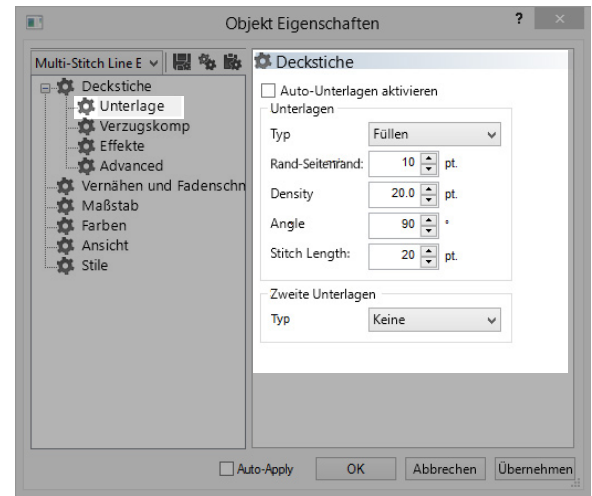 Objekt Eigenschaften
?
Multi-Stitch Line E
Deckstiche
Unterlage
Verzugskomp
Effekte
Advanced
Vernähen und Fadenschn
Maßstab
Farben
Ansicht
Stile
Deckstiche
Auto-Unterlagen aktivieren
Unterlagen
Typ Füllen
Rand-Seitenrand: 10 pt.
Density 20.0 pt.
Angle 90 °
Stitch Length: 20 pt.
Zweite Unterlagen
Typ Keine
Auto-Apply OK Abbrechen Übernehmen